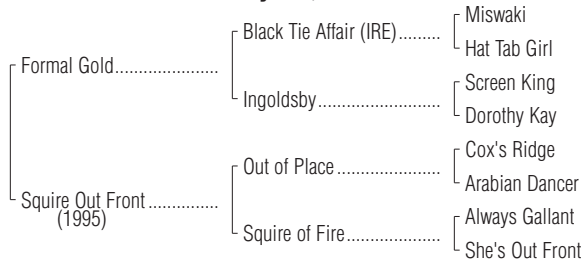 Miswaki
Black Tie Affair (IRE).........
Hat Tab Girl
Formal Gold......................
Screen King
Ingoldsby..........................
Dorothy Kay
Cox's Ridge
Out of Place......................
Arabian Dancer
Squire Out Front...............
(1995)
Always Gallant
Squire of Fire....................
She's Out Front